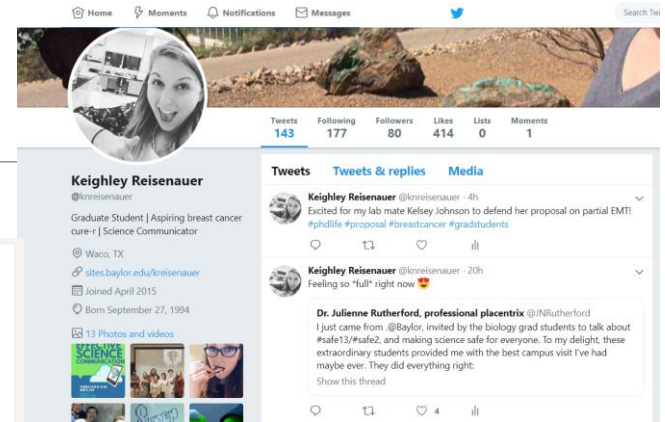 Home Moments Notifications Messages Search Twi
Tweets Following Followers Likes Lists Moments
143 177 80 414 0 1
Keighley Reisenauer
@knreisenauer
Graduate Student | Aspiring breast cancer
cure-r | Science Communicator
Waco, TX
sites.baylor.edu/kreisenauer
Joined April 2015
Born September 27, 1994
13 Photos and videos
EFFECTIVE
SCIENCE
COMMUNICATION
Tweets Tweets & replies Media
Keighley Reisenauer @knreisenauer · 4h
Excited for my lab mate Kelsey Johnson to defend her proposal on partial EMT!
#phdlife #proposal #breastcancer #gradstudents
Keighley Reisenauer @knreisenauer · 20h
Feeling so *full* right now 😍
Dr. Julienne Rutherford, professional placentrix @JNRutherford
I just came from .@Baylor, invited by the biology grad students to talk about
#safe13/#safe2, and making science safe for everyone. To my delight, these
extraordinary students provided me with the best campus visit I've had
maybe ever. They did everything right:
Show this thread
4